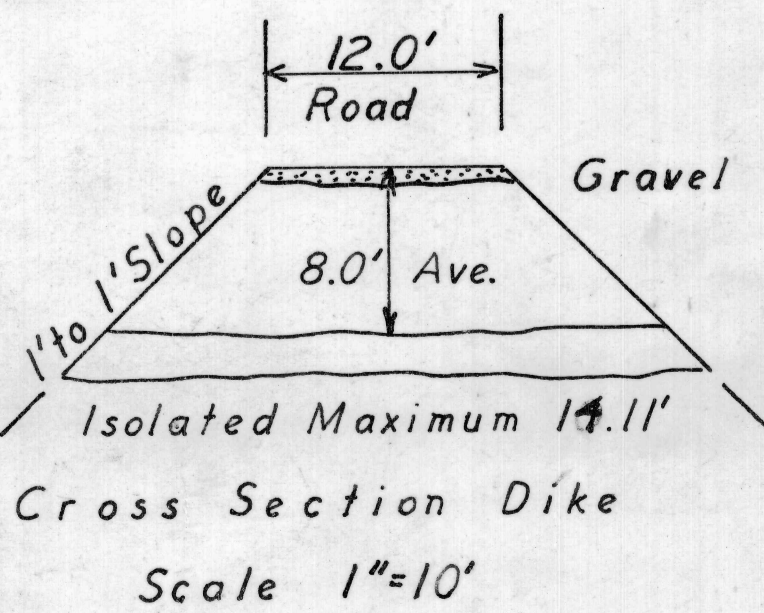 12.0'
Road
Gravel
1' to 1' Slope
8.0' Ave.
Isolated Maximum 14.11'
Cross Section Dike
Scale 1"=10'